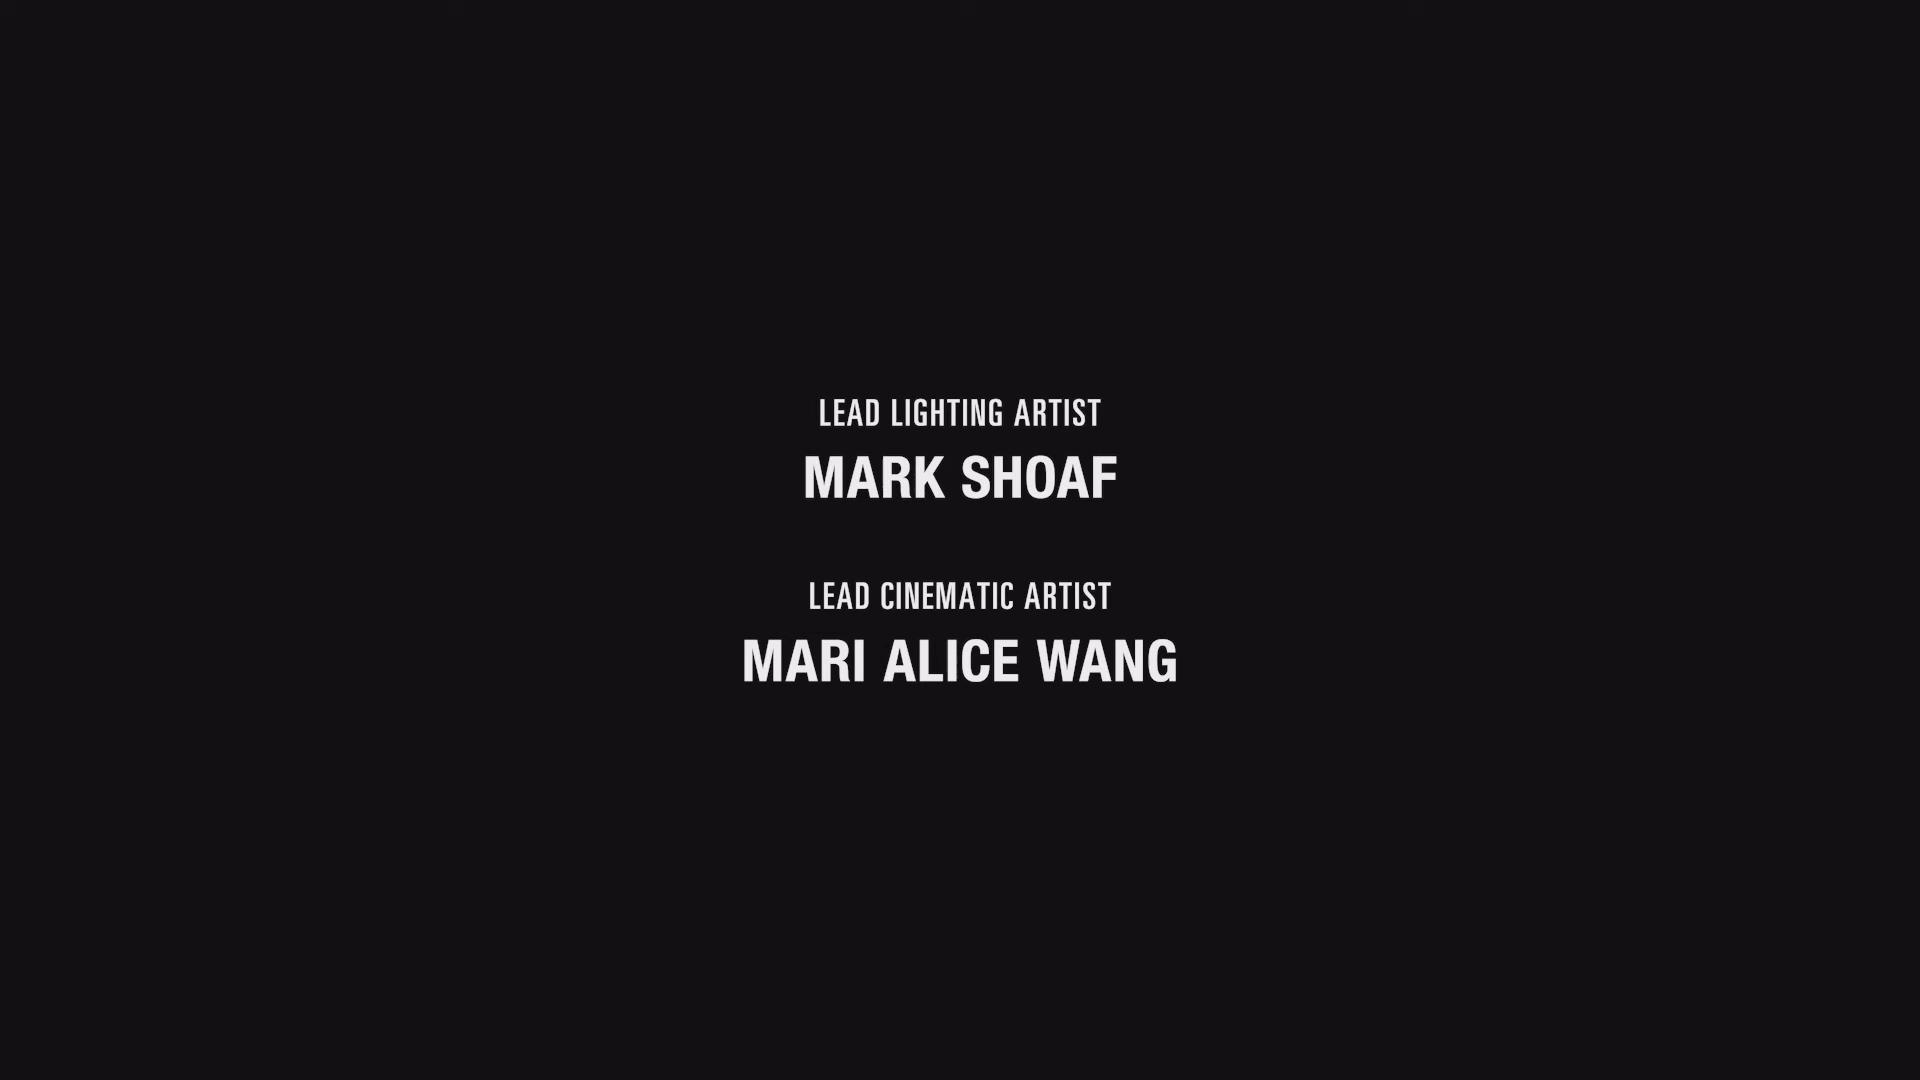 LEAD LIGHTING ARTIST
MARK SHOAF
LEAD CINEMATIC ARTIST
MARI ALICE WANG